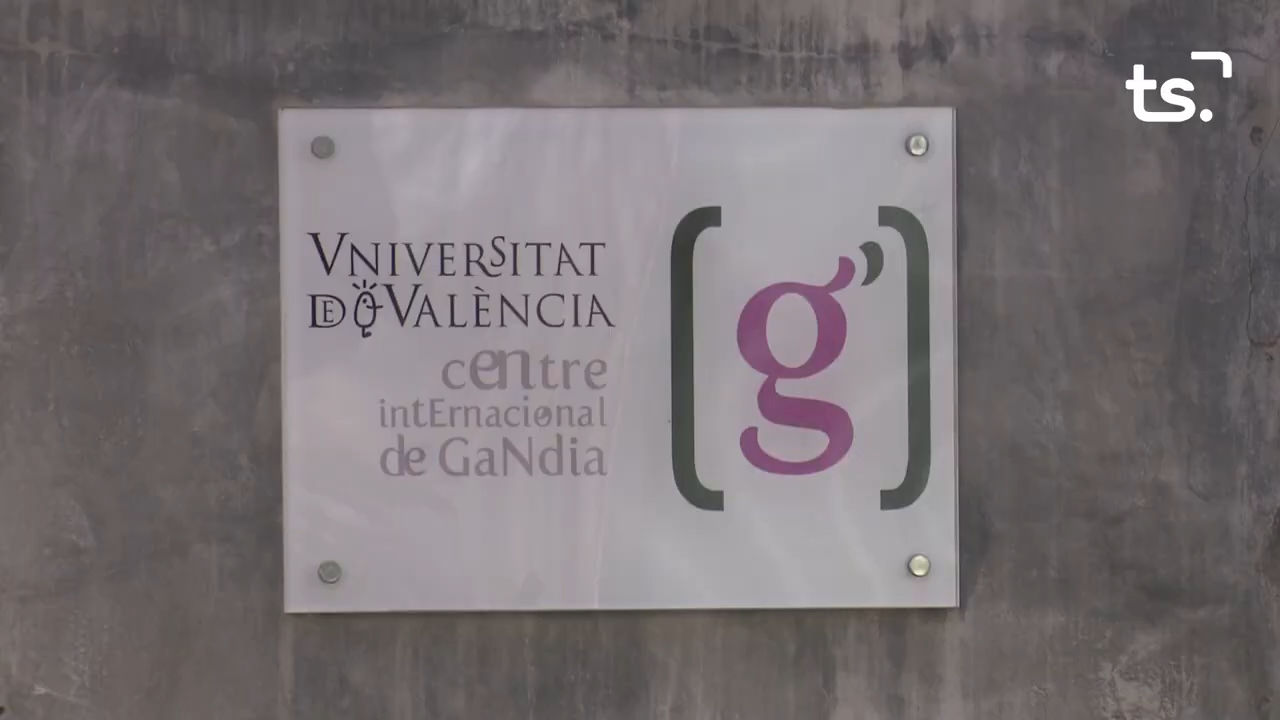 VNIVERSITAT
DE VALÈNCIA
cEntre
intErnacional
de GaNdia
[g']
ts.